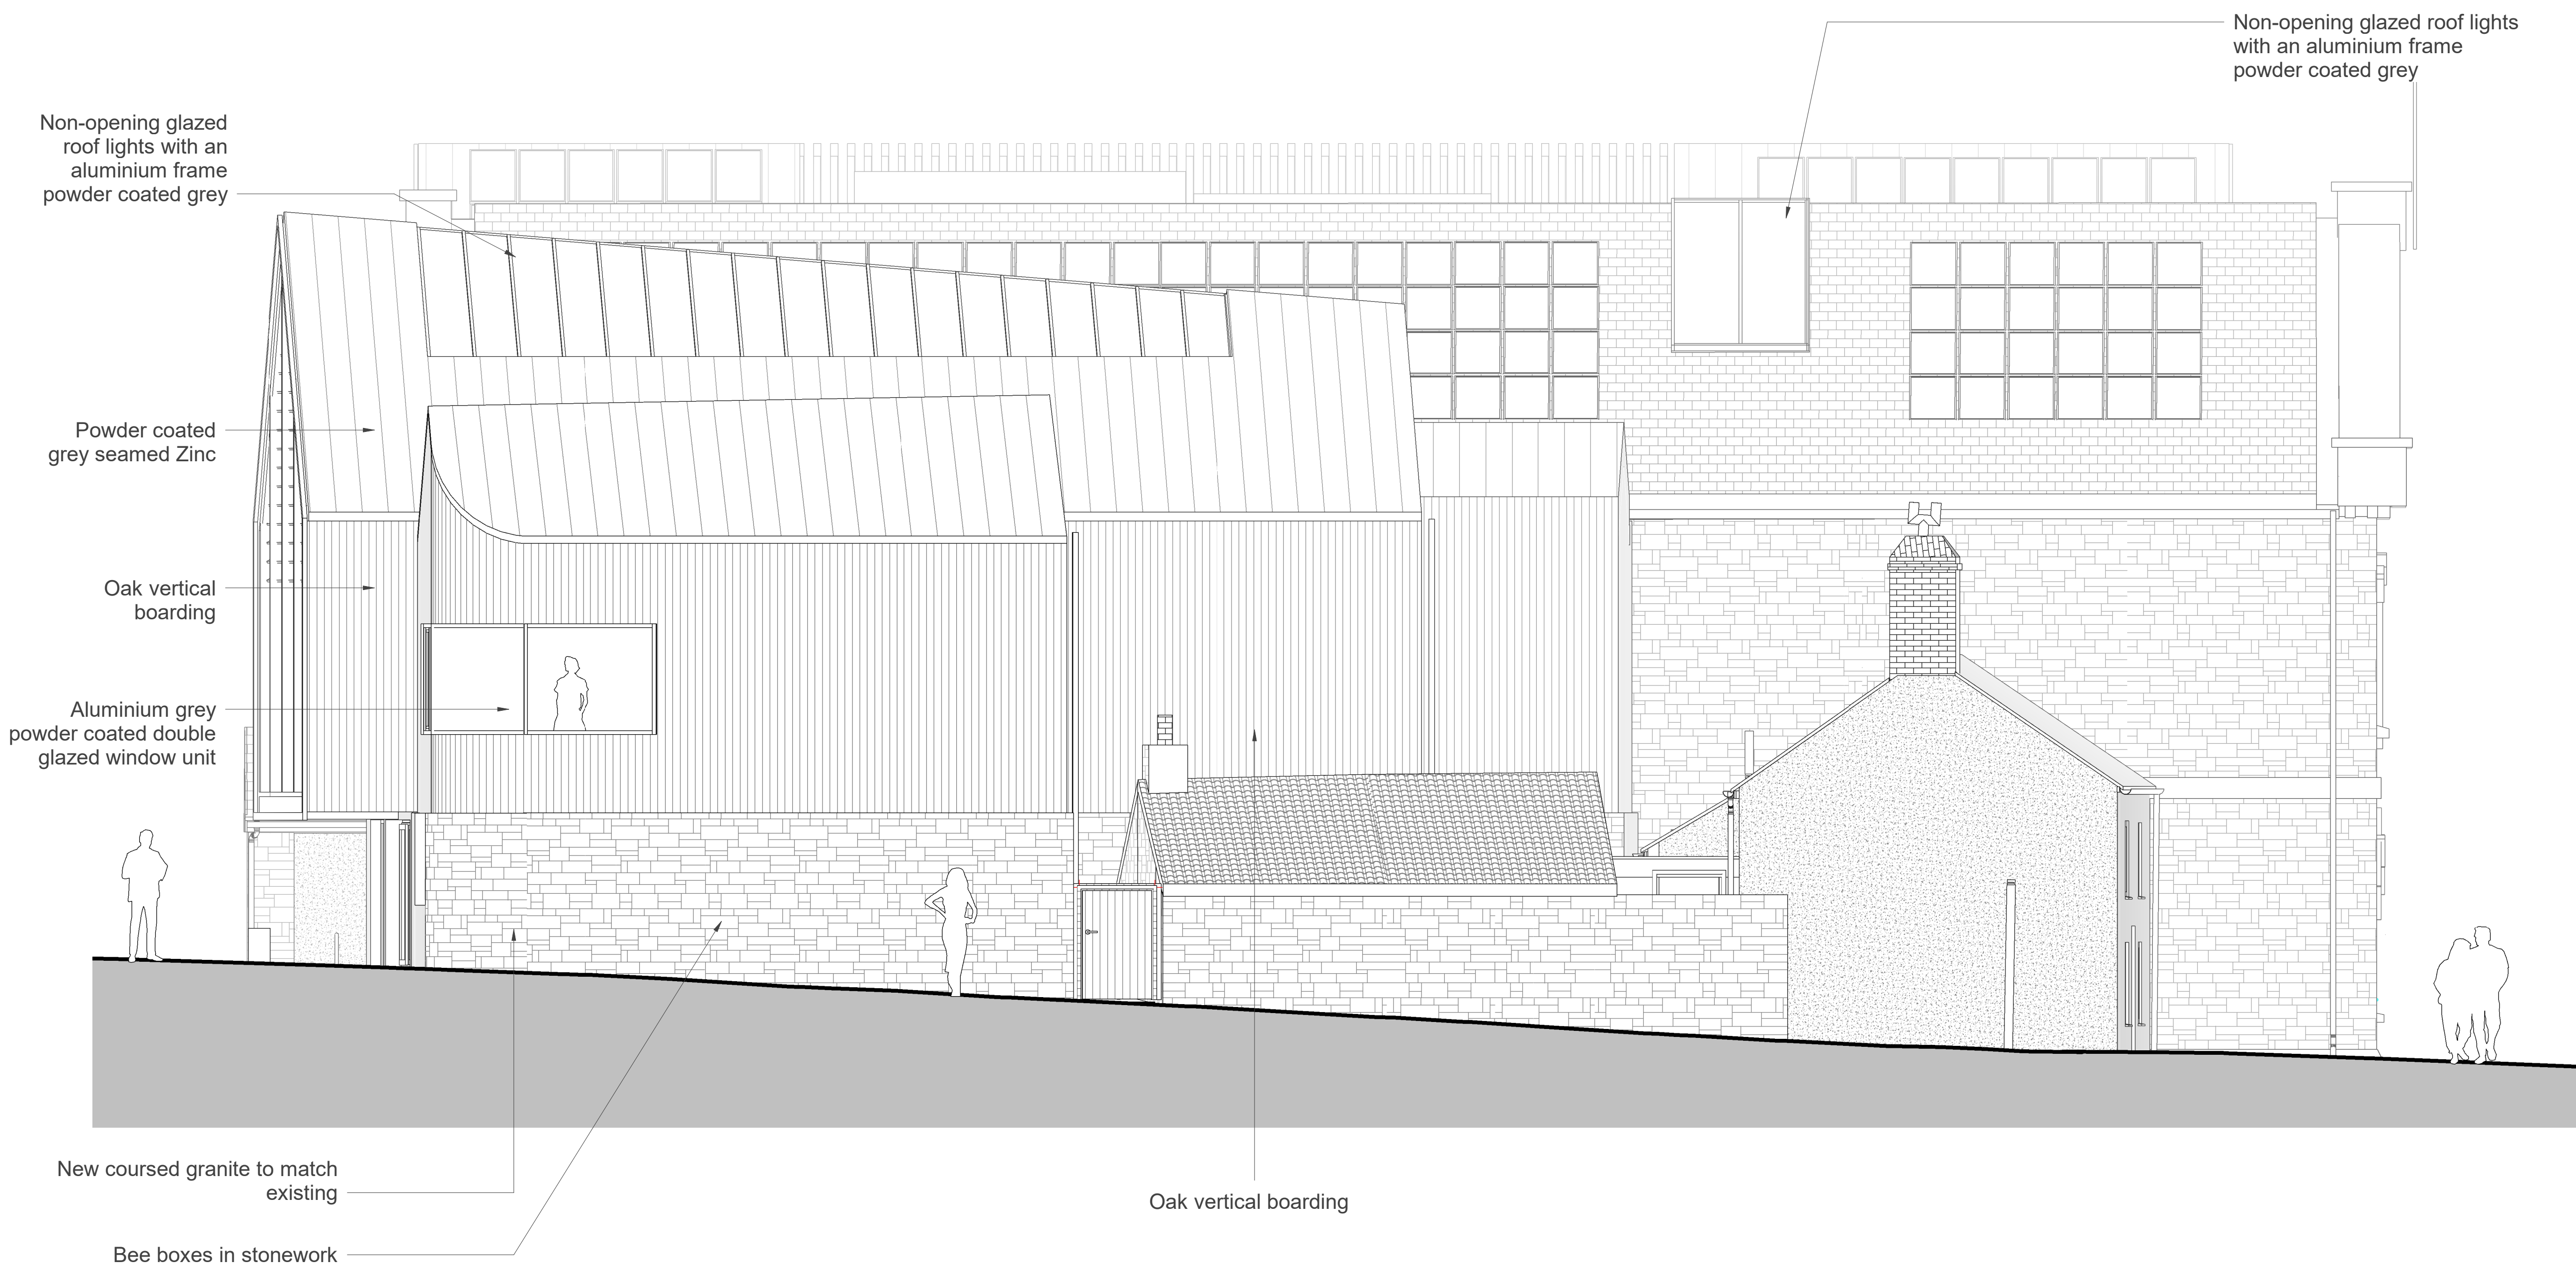 Non-opening glazed roof lights
with an aluminium frame
powder coated grey
Non-opening glazed
roof lights with an
aluminium frame
powder coated grey
Powder coated
grey seamed Zinc
Oak vertical
boarding
Aluminium grey
powder coated double
glazed window unit
New coursed granite to match
existing
Oak vertical boarding
Bee boxes in stonework